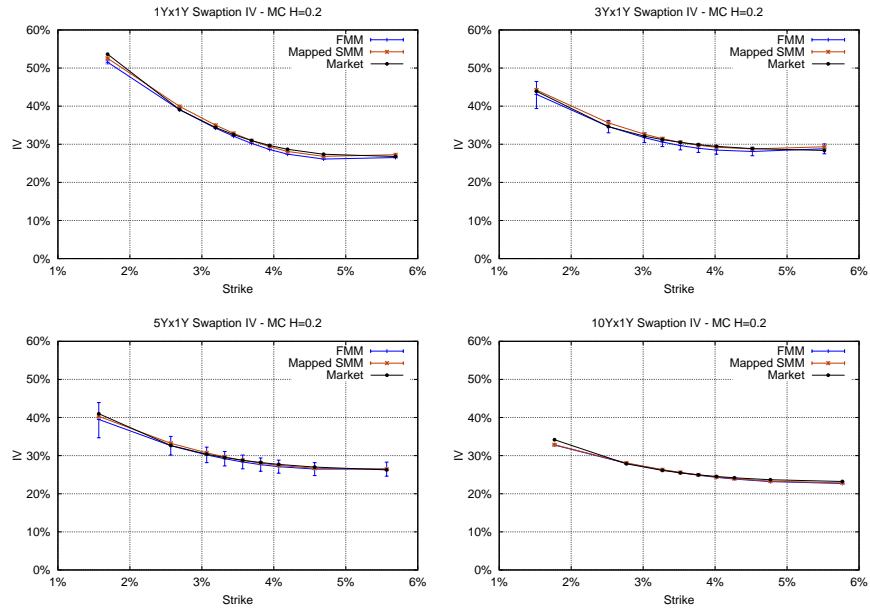 1Yx1Y Swaption IV - MC H=0.2
60%
50%
40%
30%
20%
10%
0%
IV
FMM
Mapped SMM
Market
1% 2% 3% 4% 5% 6%
Strike
3Yx1Y Swaption IV - MC H=0.2
60%
50%
40%
30%
20%
10%
0%
IV
FMM
Mapped SMM
Market
1% 2% 3% 4% 5% 6%
Strike
5Yx1Y Swaption IV - MC H=0.2
60%
50%
40%
30%
20%
10%
0%
IV
FMM
Mapped SMM
Market
1% 2% 3% 4% 5% 6%
Strike
10Yx1Y Swaption IV - MC H=0.2
60%
50%
40%
30%
20%
10%
0%
IV
FMM
Mapped SMM
Market
1% 2% 3% 4% 5% 6%
Strike